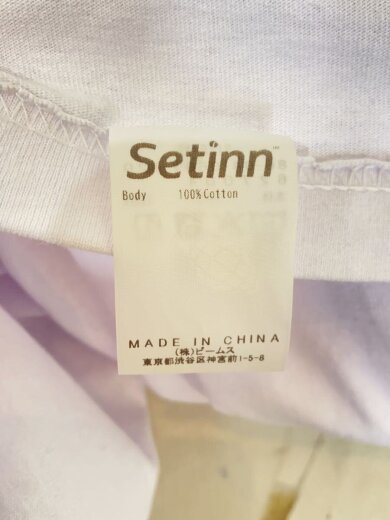 Setinn™
Body 100%Cotton
MADE IN CHINA
(株)ビームス
東京都渋谷区神宮前1-5-8